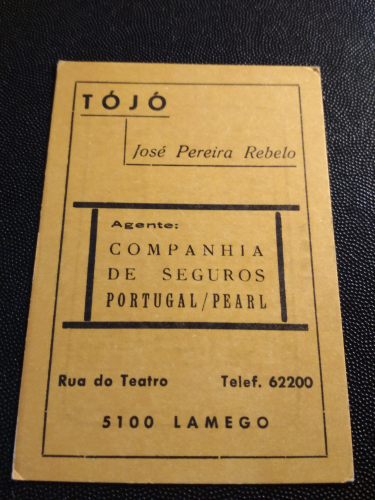 TÓJÓ
José Pereira Rebelo
Agente:
COMPANHIA
DE SEGUROS
PORTUGAL/PEARL
Rua do Teatro Telef. 62200
5100 LAMEGO